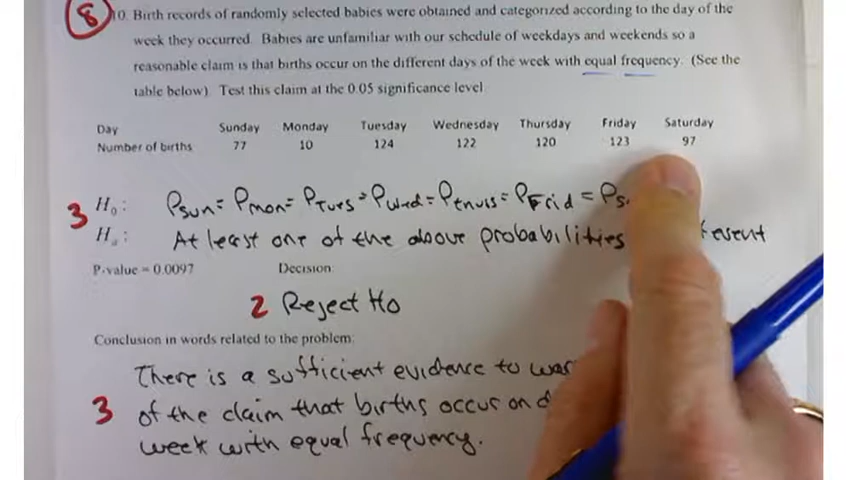 8 10. Birth records of randomly selected babies were obtained and categorized according to the day of the
week they occurred. Babies are unfamiliar with our schedule of weekdays and weekends so a
reasonable claim is that births occur on the different days of the week with equal frequency. (See the
table below) Test this claim at the 0.05 significance level
Day Sunday Monday Tuesday Wednesday Thursday Friday Saturday
Number of births 77 10 124 122 120 123 97
3 H0: Psun = Pmon = PTues = Pwed = Pthurs = PFrid = Ps
Ha: At least one of the above probabilities
P-value = 0.0097 Decision:
2 Reject Ho
Conclusion in words related to the problem:
There is a sufficient evidence to war
3 of the claim that births occur on d
week with equal frequency.